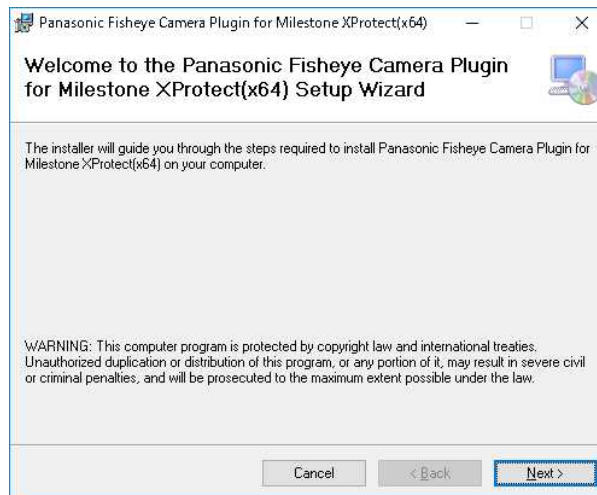 Panasonic Fisheye Camera Plugin for Milestone XProtect(x64)
Welcome to the Panasonic Fisheye Camera Plugin
for Milestone XProtect(x64) Setup Wizard
The installer will guide you through the steps required to install Panasonic Fisheye Camera Plugin for
Milestone XProtect(x64) on your computer.
WARNING: This computer program is protected by copyright law and international treaties.
Unauthorized duplication or distribution of this program, or any portion of it, may result in severe civil
or criminal penalties, and will be prosecuted to the maximum extent possible under the law.
Cancel < Back Next >